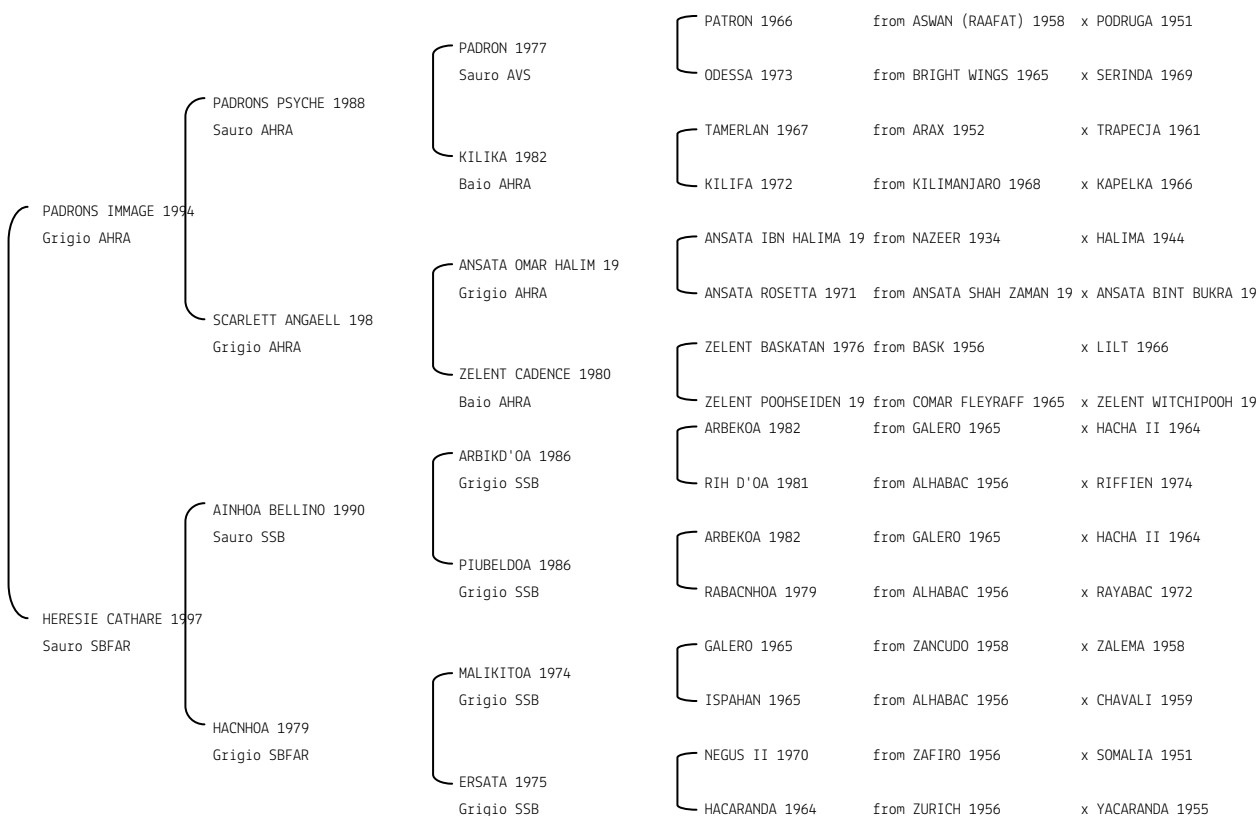 PATRON 1966 from ASWAN (RAAFAT) 1958 x PODRUGA 1951
PADRON 1977
Sauro AVS ODESSA 1973 from BRIGHT WINGS 1965 x SERINDA 1969
PADRONS PSYCHE 1988
Sauro AHRA TAMERLAN 1967 from ARAX 1952 x TRAPECJA 1961
KILIKA 1982
Baio AHRA KILIFA 1972 from KILIMANJARO 1968 x KAPELKA 1966
PADRONS IMMAGE 1994
Grigio AHRA ANSATA IBN HALIMA 19 from NAZEER 1934 x HALIMA 1944
ANSATA OMAR HALIM 19
Grigio AHRA ANSATA ROSETTA 1971 from ANSATA SHAH ZAMAN 19 x ANSATA BINT BUKRA 19
SCARLETT ANGAELL 198
Grigio AHRA ZELENT BASKATAN 1976 from BASK 1956 x LILT 1966
ZELENT CADENCE 1980
Baio AHRA ZELENT POOHSEIDEN 19 from COMAR FLEYRAFF 1965 x ZELENT WITCHIPOOH 19
ARBEKOA 1982 from GALERO 1965 x HACHA II 1964
ARBIKD'OA 1986
Grigio SSB RIH D'OA 1981 from ALHABAC 1956 x RIFFIEN 1974
AINHOA BELLINO 1990
Sauro SSB ARBEKOA 1982 from GALERO 1965 x HACHA II 1964
PIUBELDOA 1986
Grigio SSB RABACNHOA 1979 from ALHABAC 1956 x RAYABAC 1972
HERESIE CATHARE 1997
Sauro SBFAR GALERO 1965 from ZANCUDO 1958 x ZALEMA 1958
MALIKITOA 1974
Grigio SSB ISPAHAN 1965 from ALHABAC 1956 x CHAVALI 1959
HACNHOA 1979
Grigio SBFAR NEGUS II 1970 from ZAFIRO 1956 x SOMALIA 1951
ERSATA 1975
Grigio SSB HACARANDA 1964 from ZURICH 1956 x YACARANDA 1955